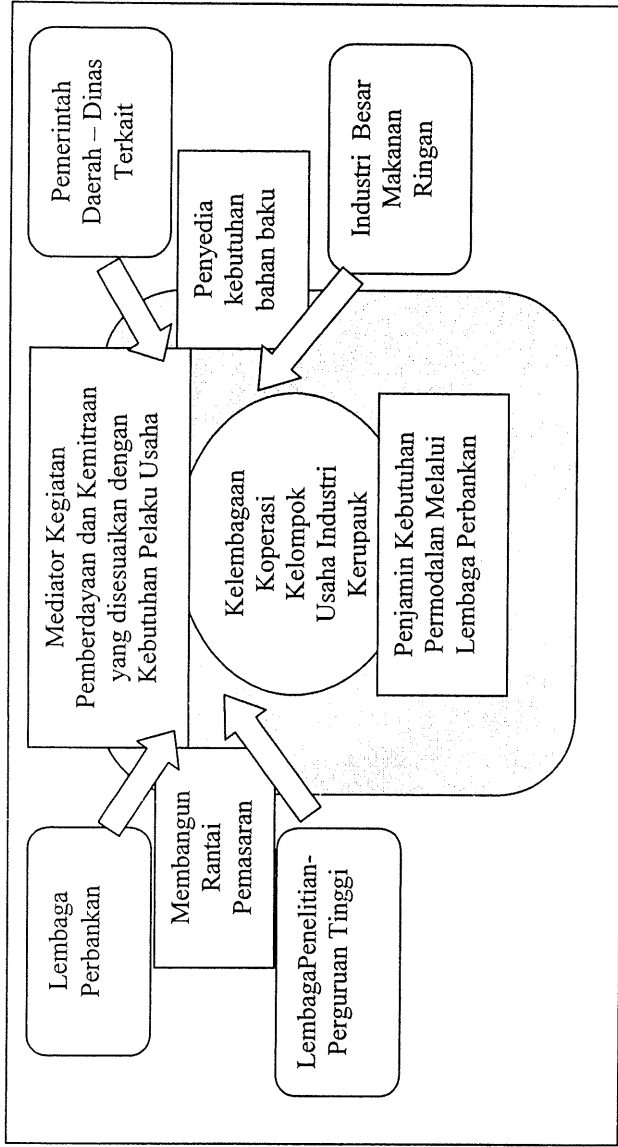 Lembaga
Perbankan
Mediator Kegiatan
Pemberdayaan dan Kemitraan
yang disesuaikan dengan
Kebutuhan Pelaku Usaha
Pemerintah
Daerah – Dinas
Terkait
Membangun
Rantai
Pemasaran
Kelembagaan
Koperasi
Kelompok
Usaha Industri
Kerupauk
Penyedia
kebutuhan
bahan baku
LembagaPenelitian-
Perguruan Tinggi
Penjamin Kebutuhan
Permodalan Melalui
Lembaga Perbankan
Industri Besar
Makanan
Ringan